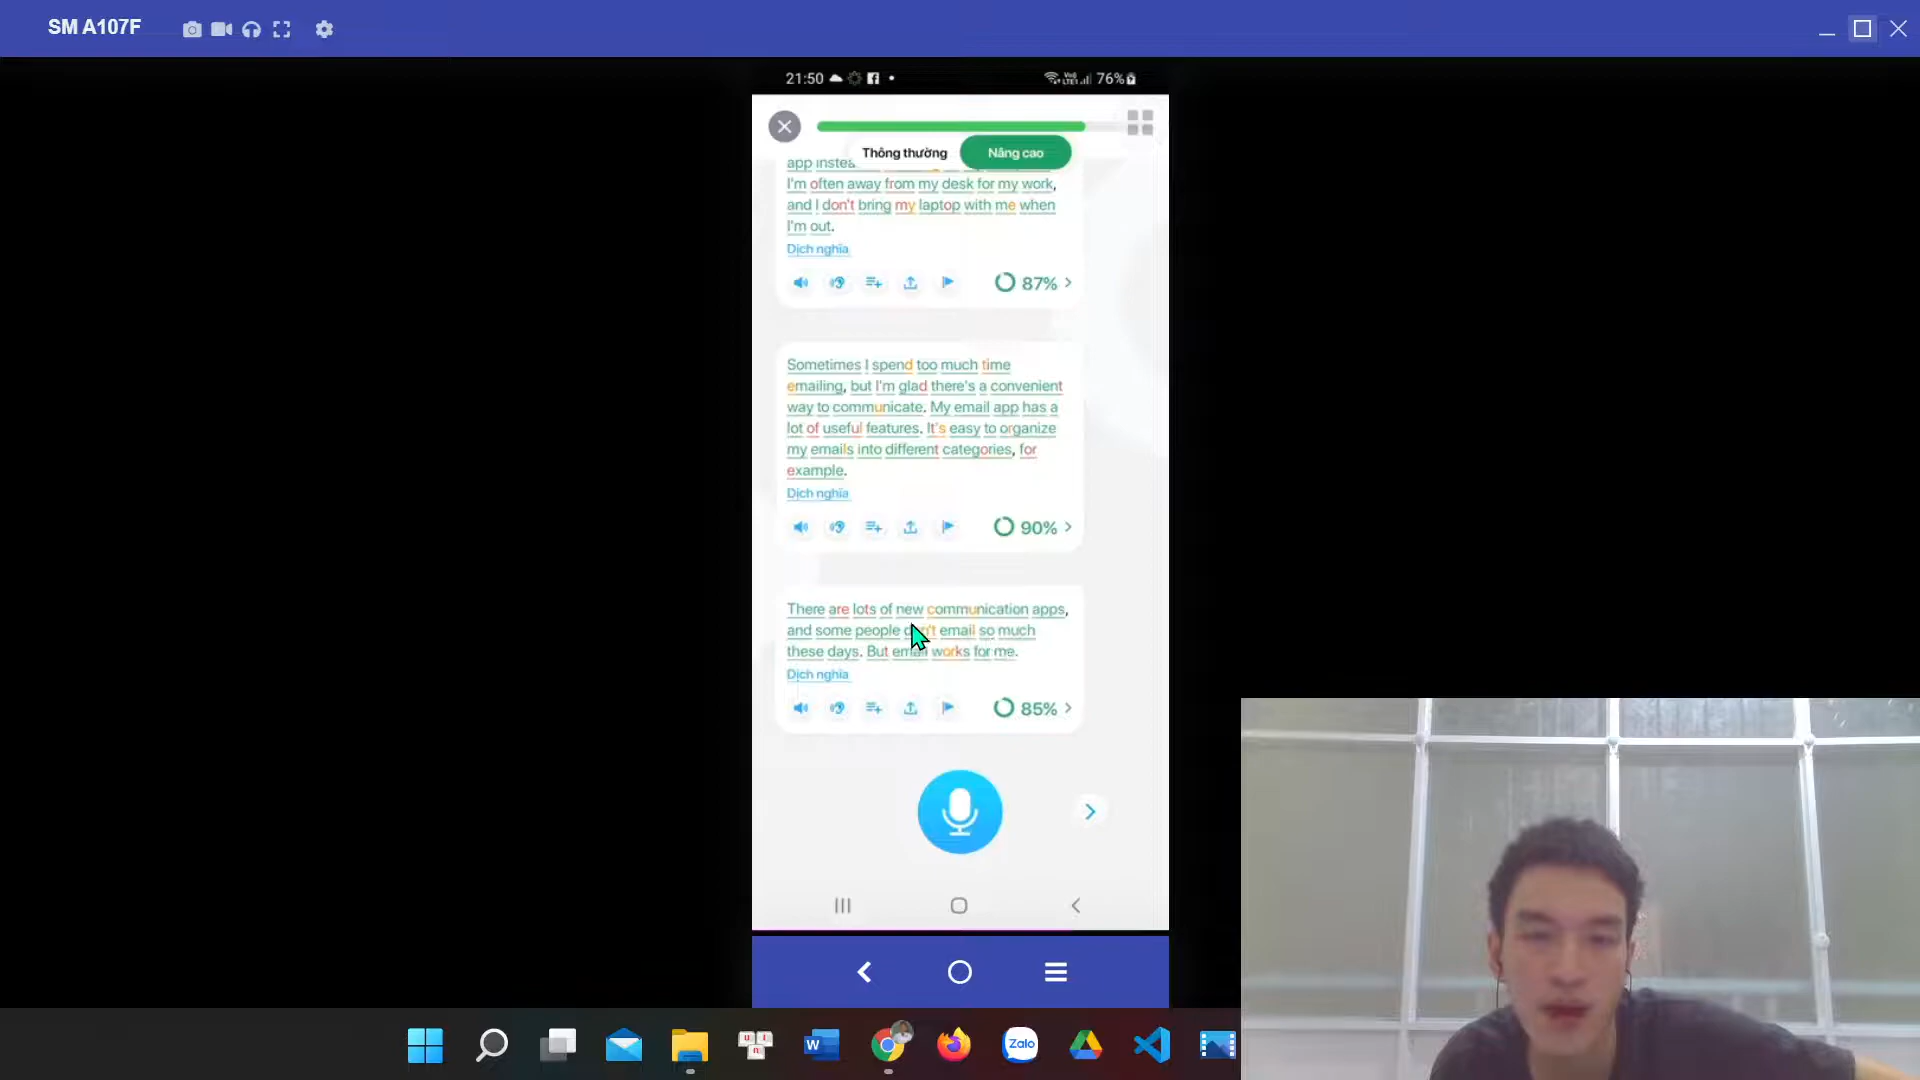 SM A107F
21:50
76%
Thông thường
Nâng cao
app instea
I'm often away from my desk for my work,
and I don't bring my laptop with me when
I'm out.
Dịch nghĩa
87%
Sometimes I spend too much time
emailing, but I'm glad there's a convenient
way to communicate. My email app has a
lot of useful features. It's easy to organize
my emails into different categories, for
example.
Dịch nghĩa
90%
There are lots of new communication apps,
and some people don't email so much
these days. But email works for me.
Dịch nghĩa
85%
W
Zalo